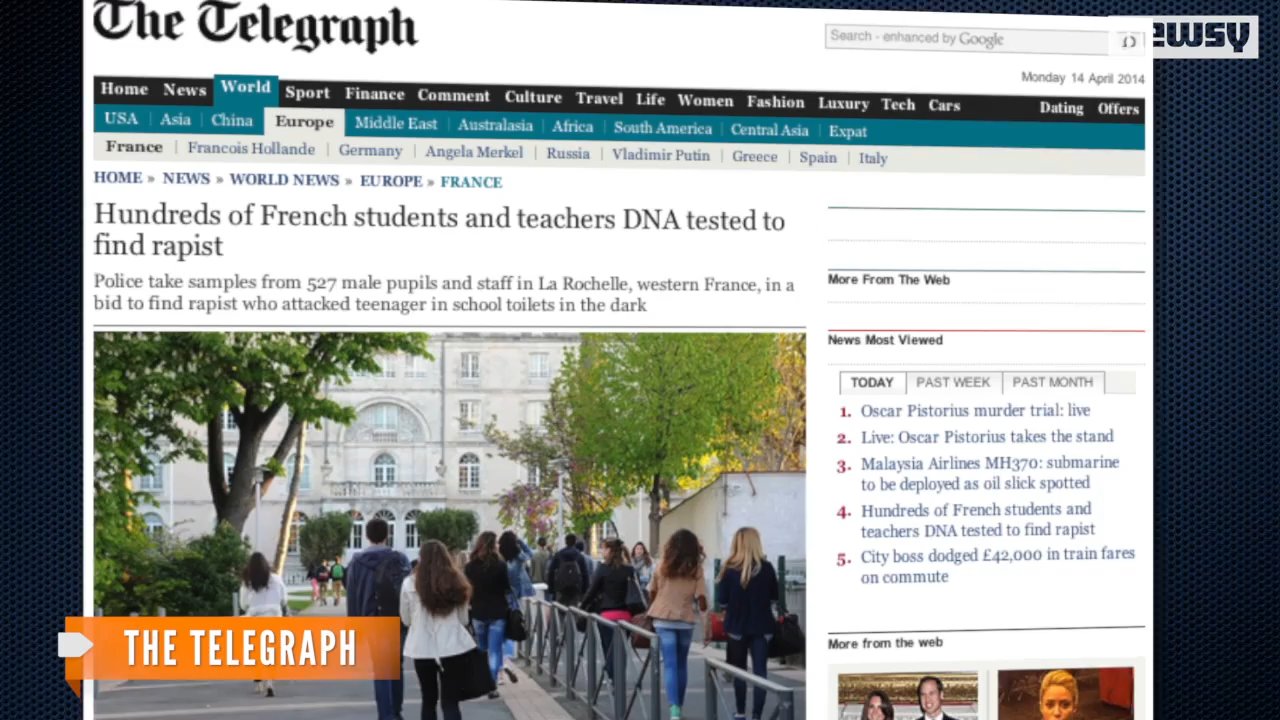 The Telegraph
Search - enhanced by Google
ewsy
Monday 14 April 2014
Home News World Sport Finance Comment Culture Travel Life Women Fashion Luxury Tech Cars Dating Offers
USA Asia China Europe Middle East Australasia Africa South America Central Asia Expat
France Francois Hollande Germany Angela Merkel Russia Vladimir Putin Greece Spain Italy
HOME » NEWS » WORLD NEWS » EUROPE » FRANCE
Hundreds of French students and teachers DNA tested to
find rapist
Police take samples from 527 male pupils and staff in La Rochelle, western France, in a
bid to find rapist who attacked teenager in school toilets in the dark
More From The Web
News Most Viewed
TODAY PAST WEEK PAST MONTH
1. Oscar Pistorius murder trial: live
2. Live: Oscar Pistorius takes the stand
3. Malaysia Airlines MH370: submarine
to be deployed as oil slick spotted
4. Hundreds of French students and
teachers DNA tested to find rapist
5. City boss dodged £42,000 in train fares
on commute
More from the web
THE TELEGRAPH